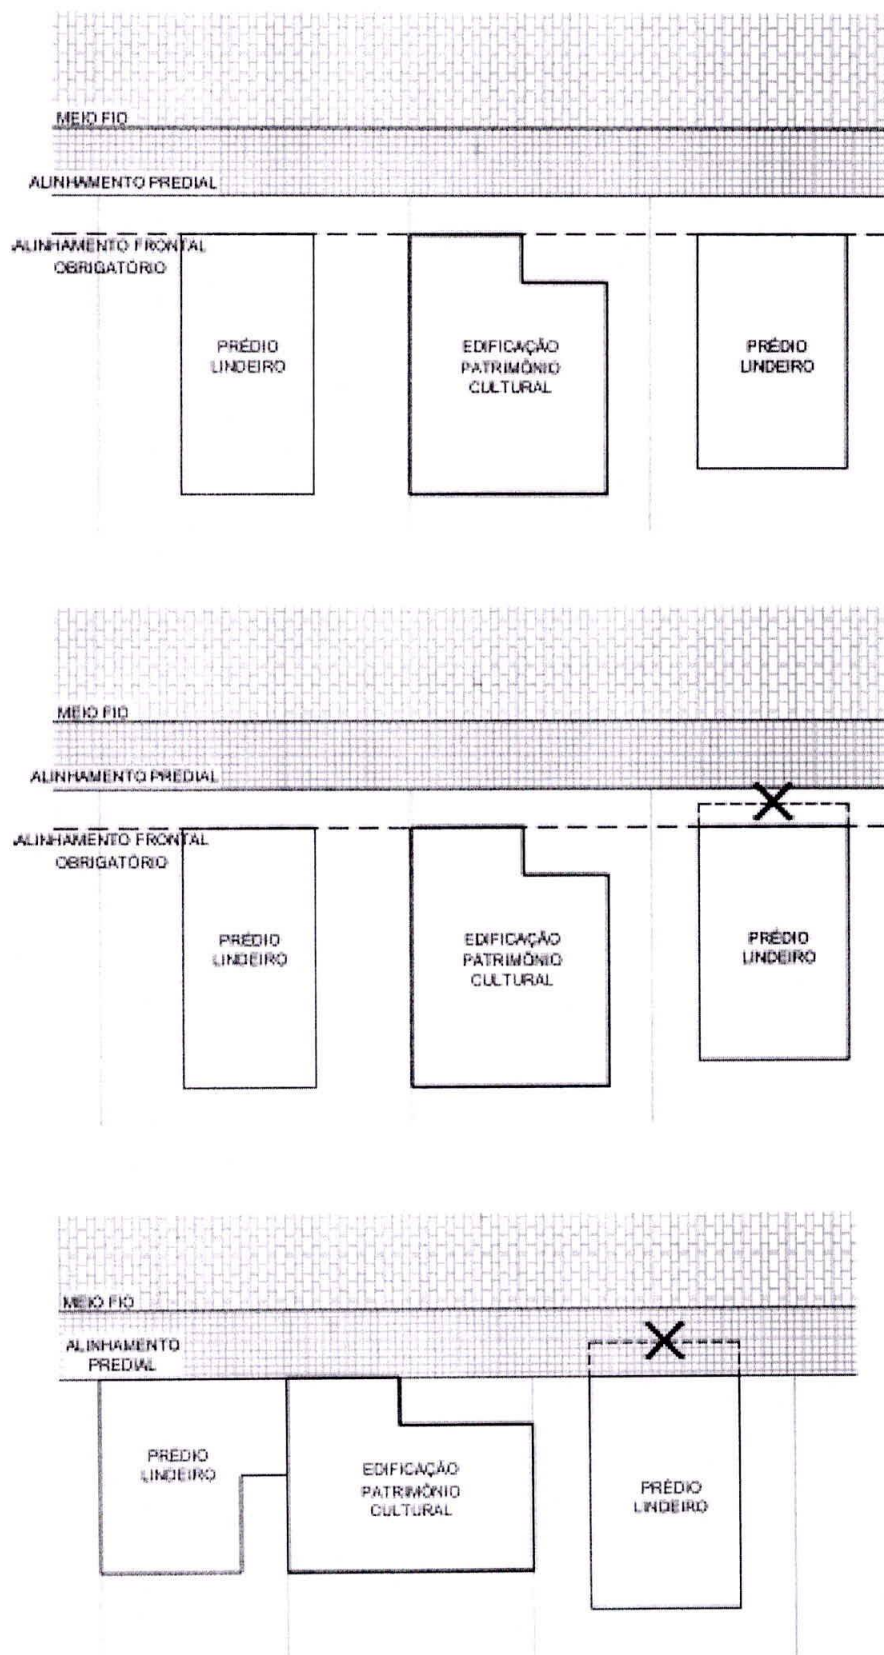 MEIO FIO
ALINHAMENTO PREDIAL
ALINHAMENTO FRONTAL
OBRIGATÓRIO
PRÉDIO
LINDEIRO
EDIFICAÇÃO
PATRIMÔNIO
CULTURAL
PRÉDIO
LINDEIRO
MEIO FIO
ALINHAMENTO PREDIAL
ALINHAMENTO FRONTAL
OBRIGATÓRIO
PRÉDIO
LINDEIRO
EDIFICAÇÃO
PATRIMÔNIO
CULTURAL
PRÉDIO
LINDEIRO
MEIO FIO
ALINHAMENTO
PREDIAL
PRÉDIO
LINDEIRO
EDIFICAÇÃO
PATRIMÔNIO
CULTURAL
PRÉDIO
LINDEIRO